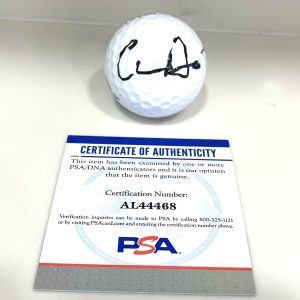 CERTIFICATE OF AUTHENTICITY
This item has been examined by one or more
PSA/DNA authenticators and it is our opinion
that the item is genuine.
Certification Number:
AL44468
Verification inquiries can be made to PSA by calling 800-325-1121
or by visiting PSAcard.com and entering the certification number above.
PSA